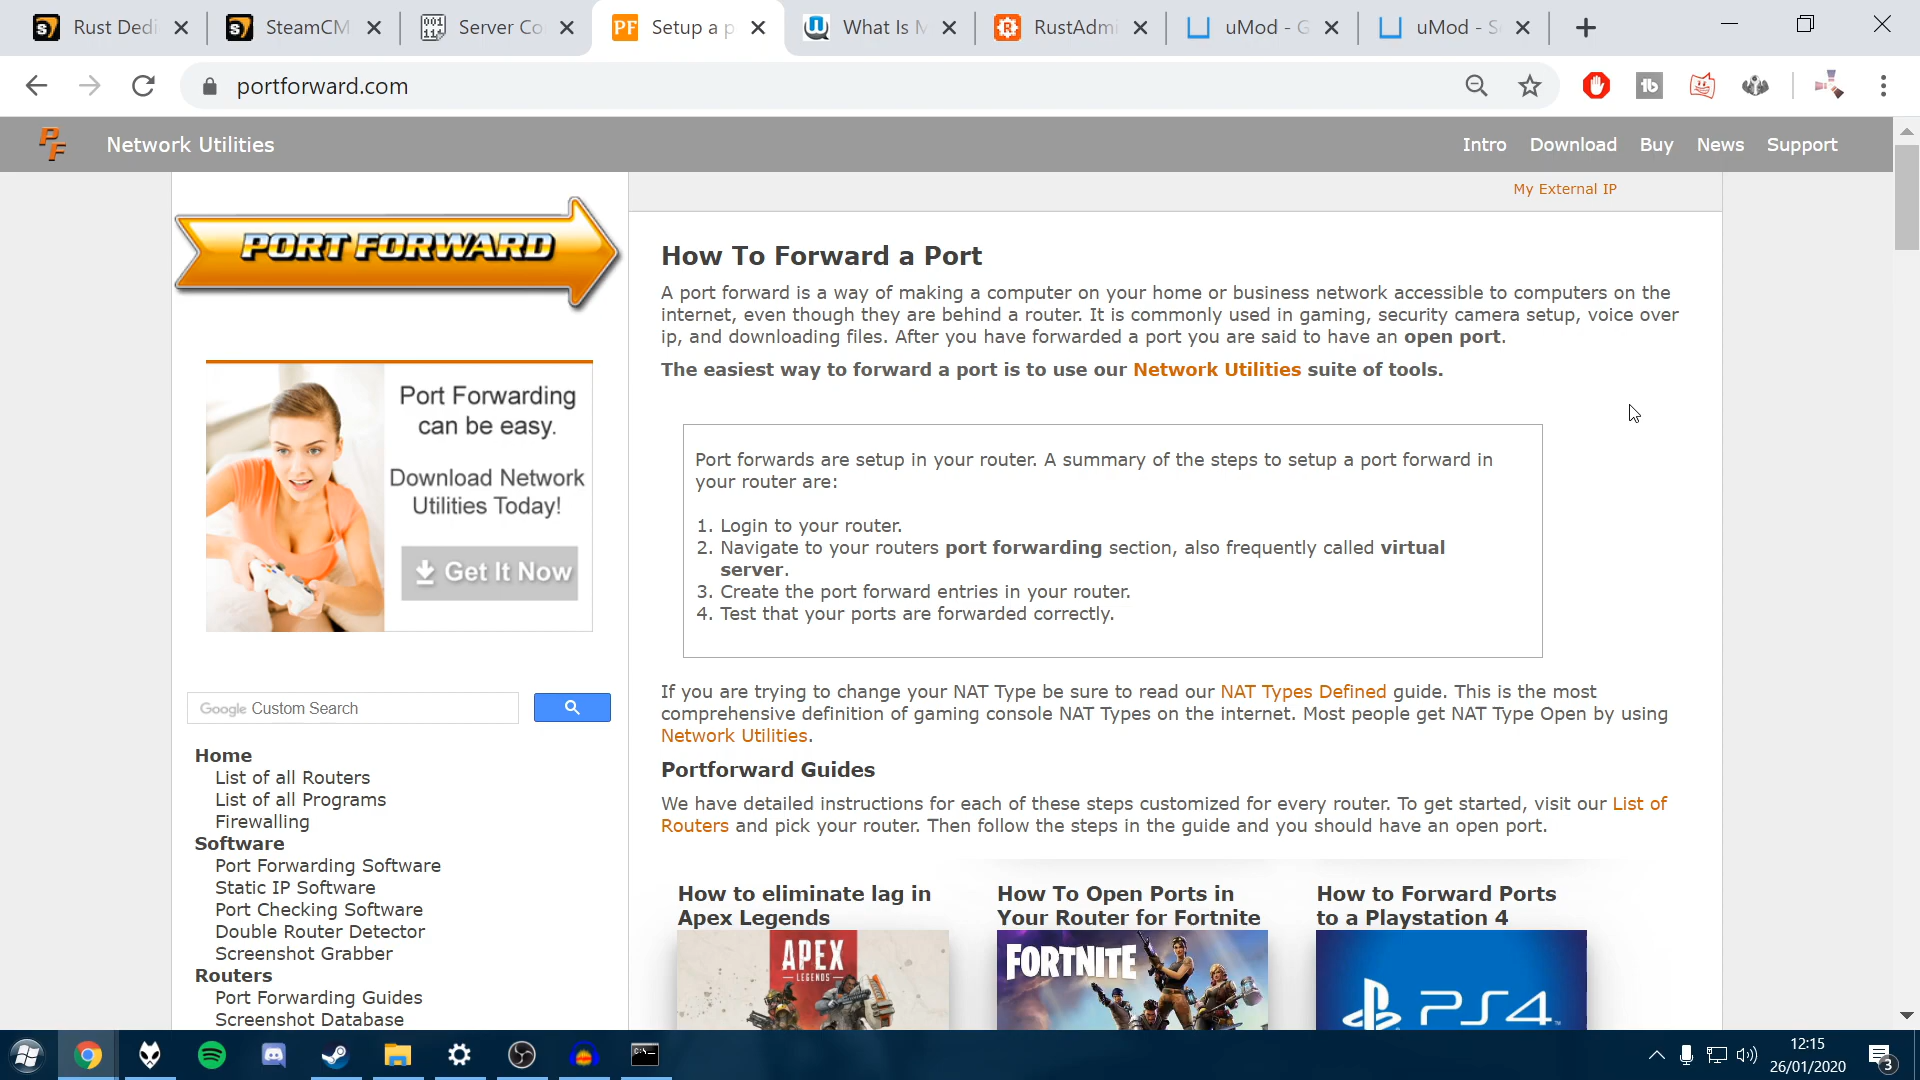 Rust Dedi
SteamCM
Server Co
PF
Setup a p
What Is M
RustAdmi
uMod - G
uMod - S
portforward.com
PF
Network Utilities
Intro
Download
Buy
News
Support
My External IP
PORT FORWARD
Port Forwarding
can be easy.
Download Network
Utilities Today!
Get It Now
Google Custom Search
Home
List of all Routers
List of all Programs
Firewalling
Software
Port Forwarding Software
Static IP Software
Port Checking Software
Double Router Detector
Screenshot Grabber
Routers
Port Forwarding Guides
Screenshot Database
How To Forward a Port
A port forward is a way of making a computer on your home or business network accessible to computers on the
internet, even though they are behind a router. It is commonly used in gaming, security camera setup, voice over
ip, and downloading files. After you have forwarded a port you are said to have an open port.
The easiest way to forward a port is to use our Network Utilities suite of tools.
Port forwards are setup in your router. A summary of the steps to setup a port forward in
your router are:
1. Login to your router.
2. Navigate to your routers port forwarding section, also frequently called virtual
server.
3. Create the port forward entries in your router.
4. Test that your ports are forwarded correctly.
If you are trying to change your NAT Type be sure to read our NAT Types Defined guide. This is the most
comprehensive definition of gaming console NAT Types on the internet. Most people get NAT Type Open by using
Network Utilities.
Portforward Guides
We have detailed instructions for each of these steps customized for every router. To get started, visit our List of
Routers and pick your router. Then follow the steps in the guide and you should have an open port.
How to eliminate lag in
Apex Legends
APEX
LEGENDS
How To Open Ports in
Your Router for Fortnite
FORTNITE
How to Forward Ports
to a Playstation 4
PS4
12:15
26/01/2020
3